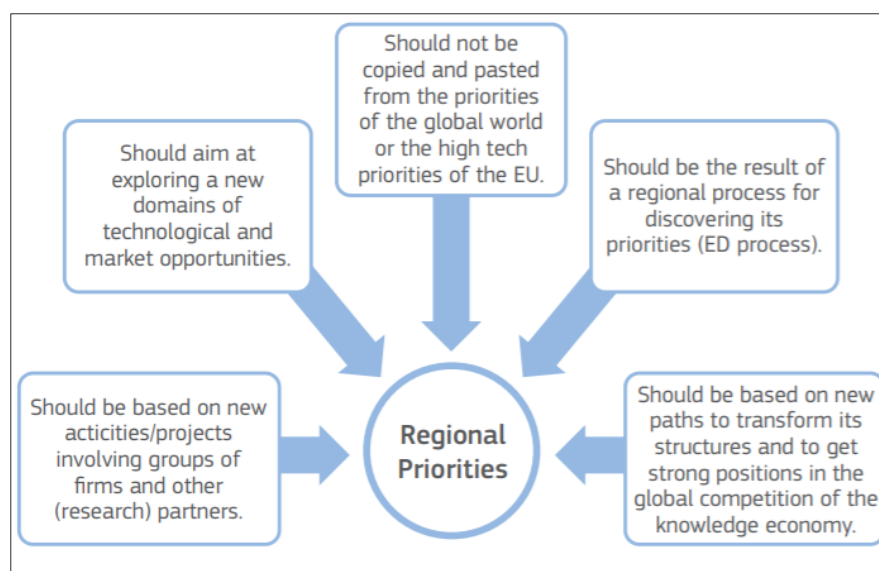 Should not be
copied and pasted
from the priorities
of the global world
or the high tech
priorities of the EU.
Should aim at
exploring a new
domains of
technological and
market opportunities.
Should be the result of
a regional process for
discovering its
priorities (ED process).
Should be based on new
acticities/projects
involving groups of
firms and other
(research) partners.
Regional
Priorities
Should be based on new
paths to transform its
structures and to get
strong positions in the
global competition of the
knowledge economy.